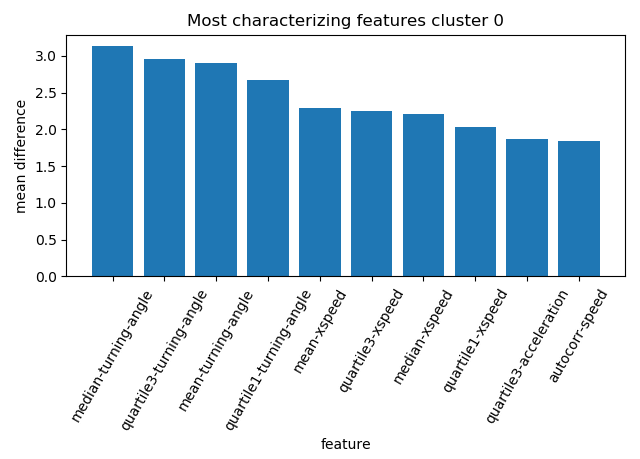 Most characterizing features cluster 0
mean difference
3.0
2.5
2.0
1.5
1.0
0.5
0.0
median-turning-angle
quartile3-turning-angle
mean-turning-angle
quartile1-turning-angle
mean-xspeed
quartile3-xspeed
median-xspeed
quartile1-xspeed
quartile3-acceleration
autocorr-speed
feature